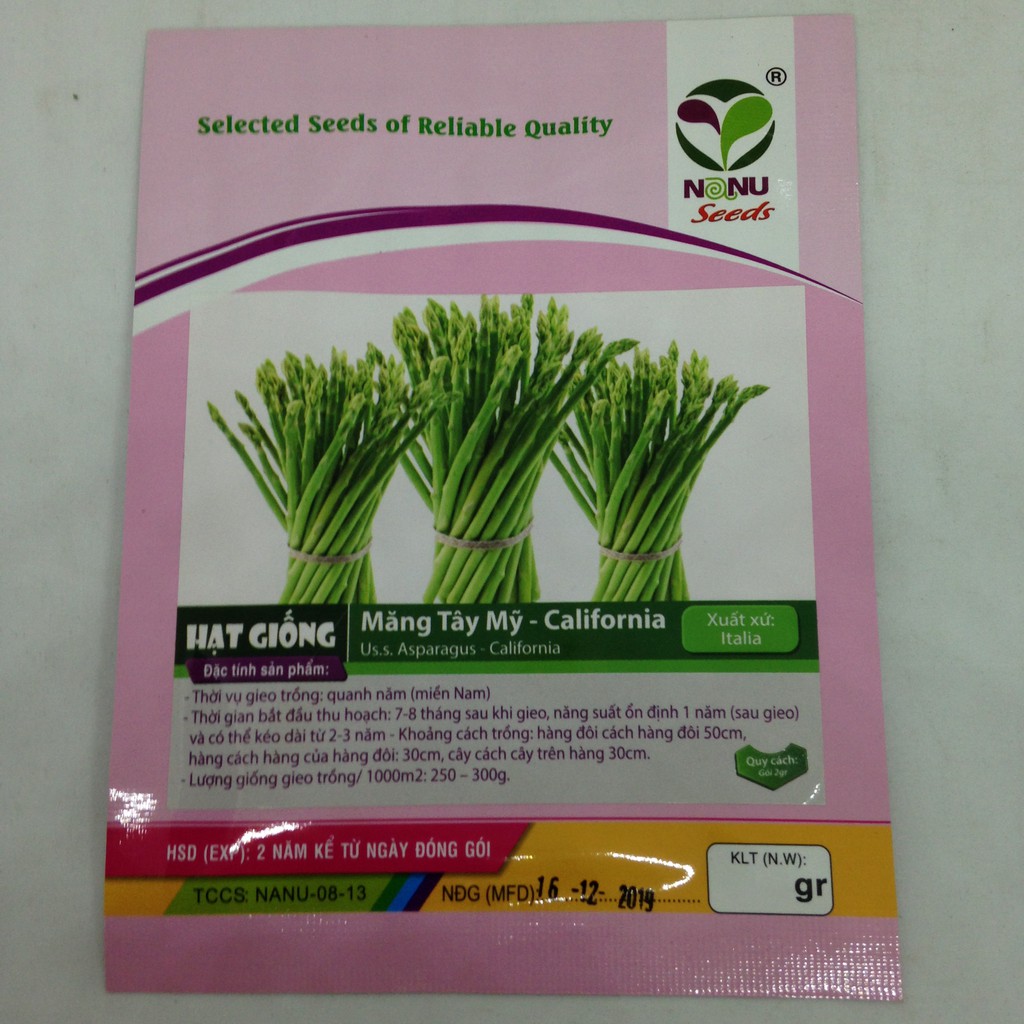 Selected Seeds of Reliable Quality
®
NANU
Seeds
HẠT GIỐNG
Măng Tây Mỹ - California
Us.s. Asparagus - California
Xuất xứ:
Italia
Đặc tính sản phẩm:
- Thời vụ gieo trồng: quanh năm (miền Nam)
- Thời gian bắt đầu thu hoạch: 7-8 tháng sau khi gieo, năng suất ổn định 1 năm (sau gieo)
và có thể kéo dài từ 2-3 năm - Khoảng cách trồng: hàng đôi cách hàng đôi 50cm,
hàng cách hàng của hàng đôi: 30cm, cây cách cây trên hàng 30cm.
- Lượng giống gieo trồng/ 1000m2: 250 – 300g.
Quy cách:
Gói 2gr
HSD (EXP): 2 NĂM KỂ TỪ NGÀY ĐÓNG GÓI
TCCS: NANU-08-13
NĐG (MFD): 16 -12- 2019
KLT (N.W):
gr